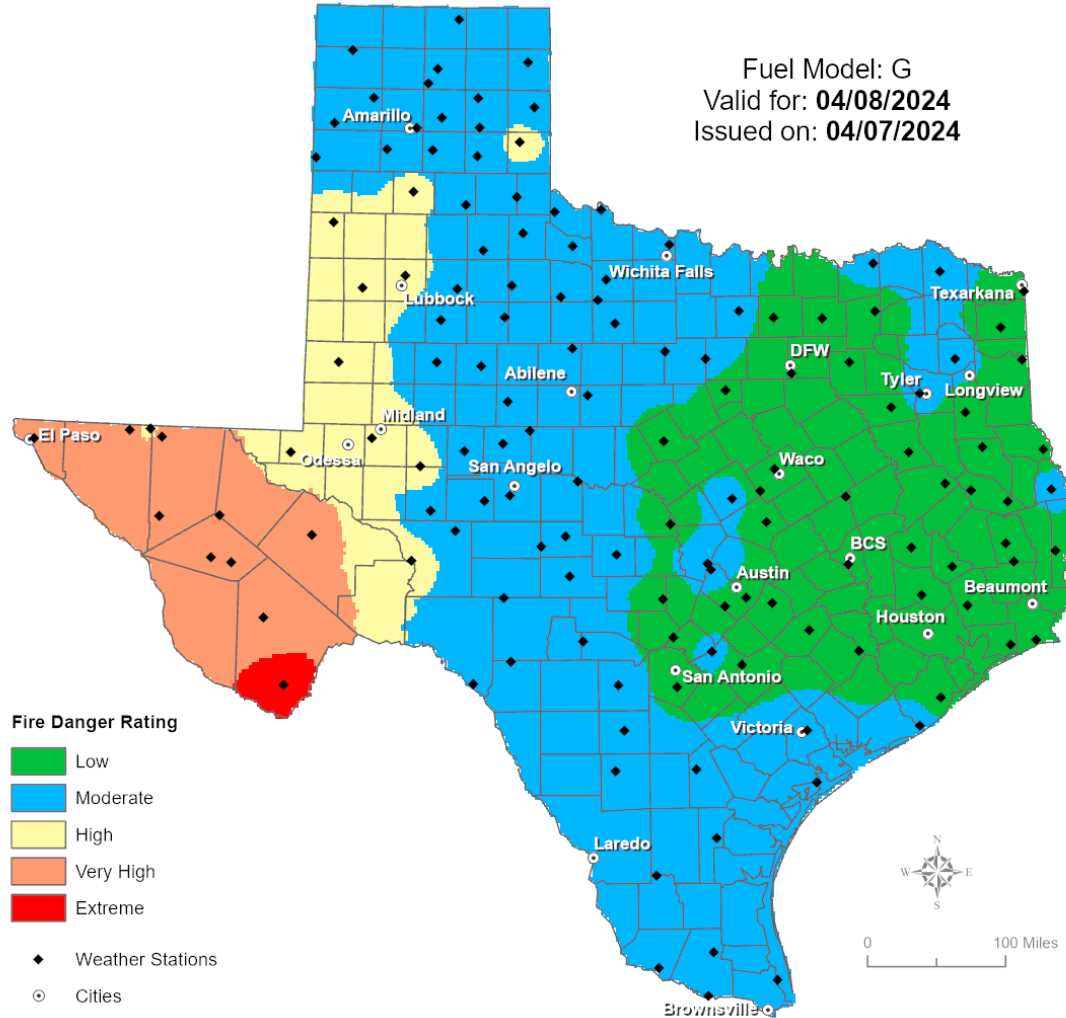 Fuel Model: G
Valid for: 04/08/2024
Issued on: 04/07/2024
Amarillo
Wichita Falls
Lubbock
Texarkana
DFW
Abilene
Tyler
Longview
Midland
El Paso
Odessa
San Angelo
Waco
BCS
Austin
Beaumont
Houston
San Antonio
Victoria
Laredo
Brownsville
Fire Danger Rating
Low
Moderate
High
Very High
Extreme
Weather Stations
Cities
N
W E
S
0 100 Miles